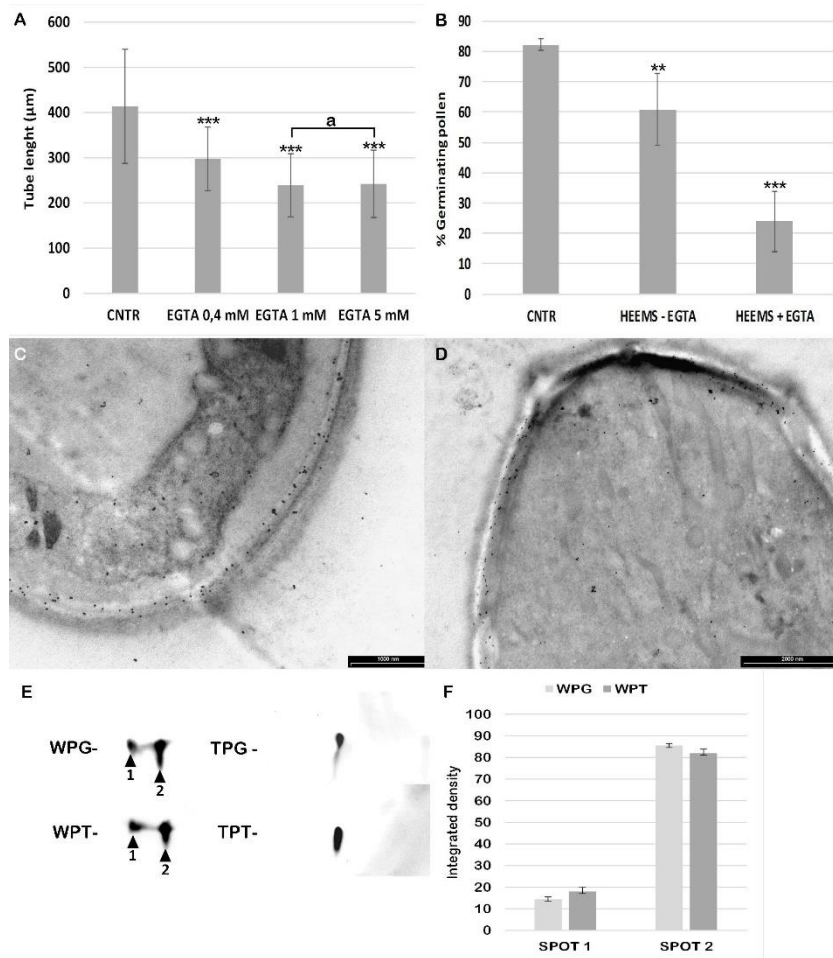 A
Tube lenght (µm)
600
500
400
300
200
100
0
***
***
***
a
CNTR
EGTA 0,4 mM
EGTA 1 mM
EGTA 5 mM
B
% Germinating pollen
90
80
70
60
50
40
30
20
10
0
**
***
CNTR
HEEMS - EGTA
HEEMS + EGTA
C
1000 nm
D
2000 nm
E
WPG-
1
2
TPG -
WPT-
1
2
TPT-
F
WPG
WPT
Integrated density
100
90
80
70
60
50
40
30
20
10
0
SPOT 1
SPOT 2